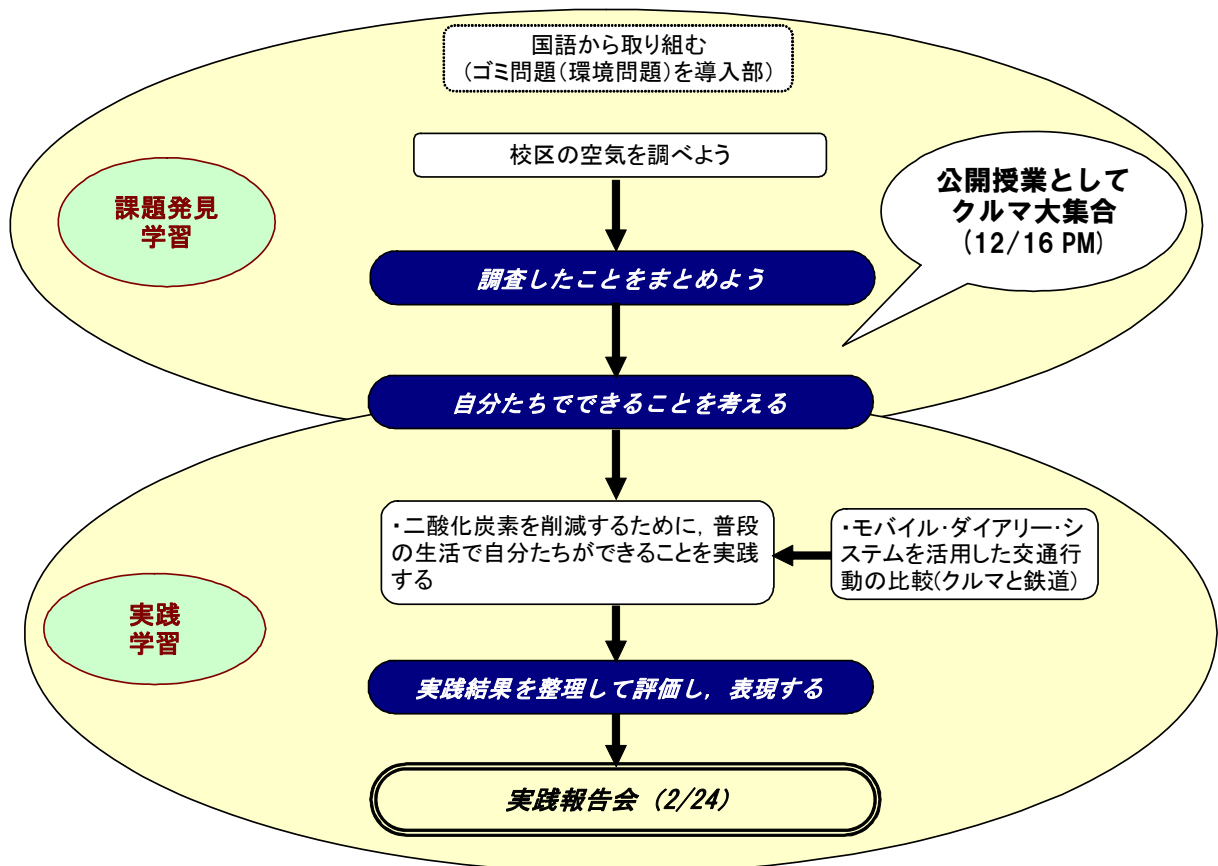 国語から取り組む
(ゴミ問題(環境問題)を導入部)
校区の空気を調べよう
課題発見
学習
公開授業として
クルマ大集合
(12/16 PM)
調査したことをまとめよう
自分たちでできることを考える
・二酸化炭素を削減するために，普段
の生活で自分たちができることを実践
する
・モバイル・ダイアリー・シ
ステムを活用した交通行
動の比較(クルマと鉄道)
実践
学習
実践結果を整理して評価し，表現する
実践報告会 (2/24)